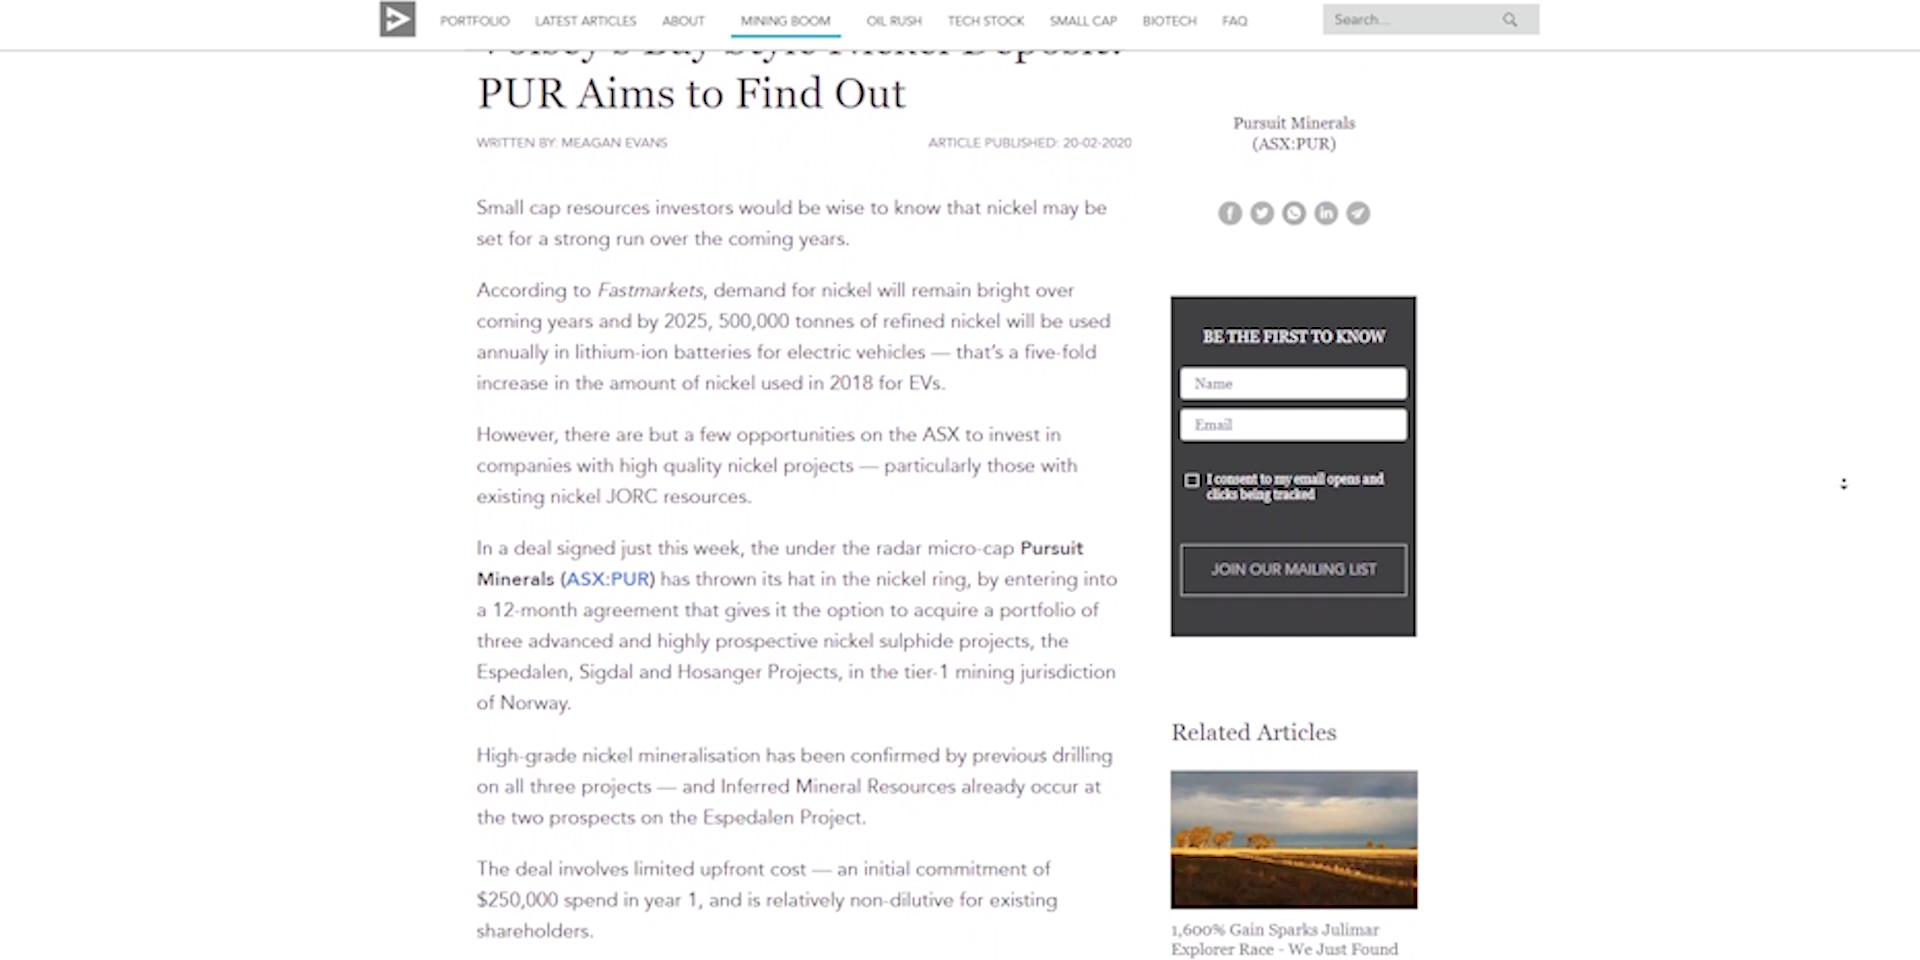 PORTFOLIO LATEST ARTICLES ABOUT MINING BOOM OIL RUSH TECH STOCK SMALL CAP BIOTECH FAQ Search...
Voisey's Bay Style Nickel Deposit?
PUR Aims to Find Out
WRITTEN BY: MEAGAN EVANS ARTICLE PUBLISHED: 20-02-2020
Small cap resources investors would be wise to know that nickel may be
set for a strong run over the coming years.
According to Fastmarkets, demand for nickel will remain bright over
coming years and by 2025, 500,000 tonnes of refined nickel will be used
annually in lithium-ion batteries for electric vehicles — that's a five-fold
increase in the amount of nickel used in 2018 for EVs.
However, there are but a few opportunities on the ASX to invest in
companies with high quality nickel projects — particularly those with
existing nickel JORC resources.
In a deal signed just this week, the under the radar micro-cap Pursuit
Minerals (ASX:PUR) has thrown its hat in the nickel ring, by entering into
a 12-month agreement that gives it the option to acquire a portfolio of
three advanced and highly prospective nickel sulphide projects, the
Espedalen, Sigdal and Hosanger Projects, in the tier-1 mining jurisdiction
of Norway.
High-grade nickel mineralisation has been confirmed by previous drilling
on all three projects — and Inferred Mineral Resources already occur at
the two prospects on the Espedalen Project.
The deal involves limited upfront cost — an initial commitment of
$250,000 spend in year 1, and is relatively non-dilutive for existing
shareholders.
Pursuit Minerals
(ASX:PUR)
BE THE FIRST TO KNOW
Name
Email
I consent to my email opens and
clicks being tracked
JOIN OUR MAILING LIST
Related Articles
1,600% Gain Sparks Julimar
Explorer Race - We Just Found